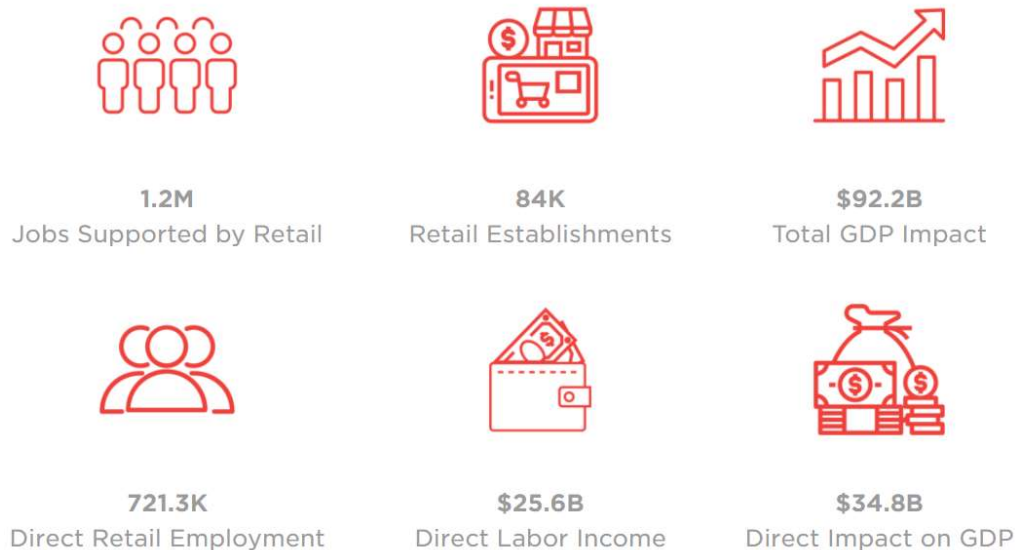 1.2M
Jobs Supported by Retail
84K
Retail Establishments
$92.2B
Total GDP Impact
721.3K
Direct Retail Employment
$25.6B
Direct Labor Income
$34.8B
Direct Impact on GDP